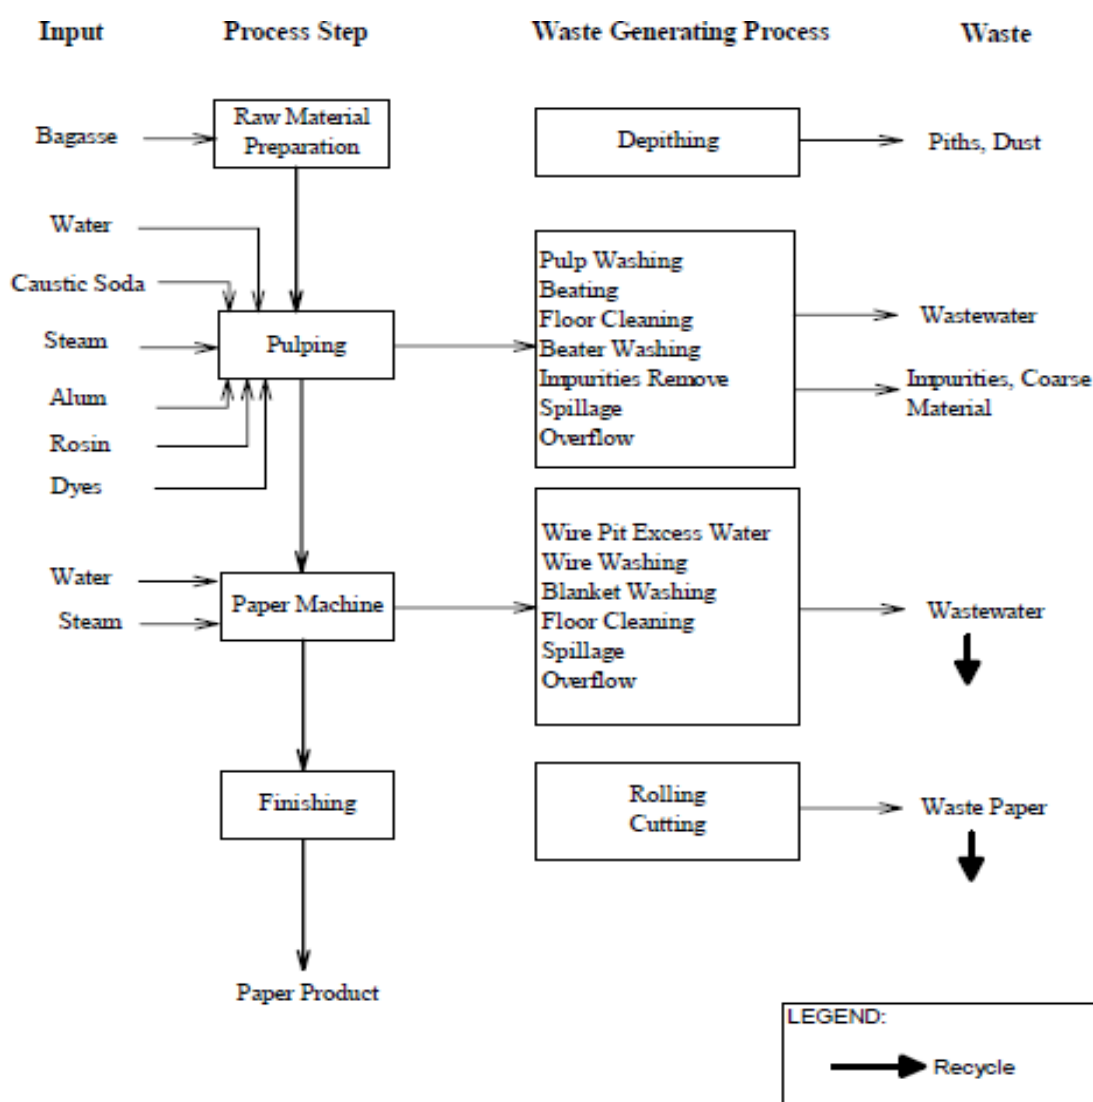 Input
Process Step
Waste Generating Process
Waste
Bagasse
Raw Material
Preparation
Depithing
Piths, Dust
Water
Caustic Soda
Steam
Alum
Rosin
Dyes
Pulping
Pulp Washing
Beating
Floor Cleaning
Beater Washing
Impurities Remove
Spillage
Overflow
Wastewater
Impurities, Coarse
Material
Water
Steam
Paper Machine
Wire Pit Excess Water
Wire Washing
Blanket Washing
Floor Cleaning
Spillage
Overflow
Wastewater
Finishing
Rolling
Cutting
Waste Paper
Paper Product
LEGEND:
Recycle